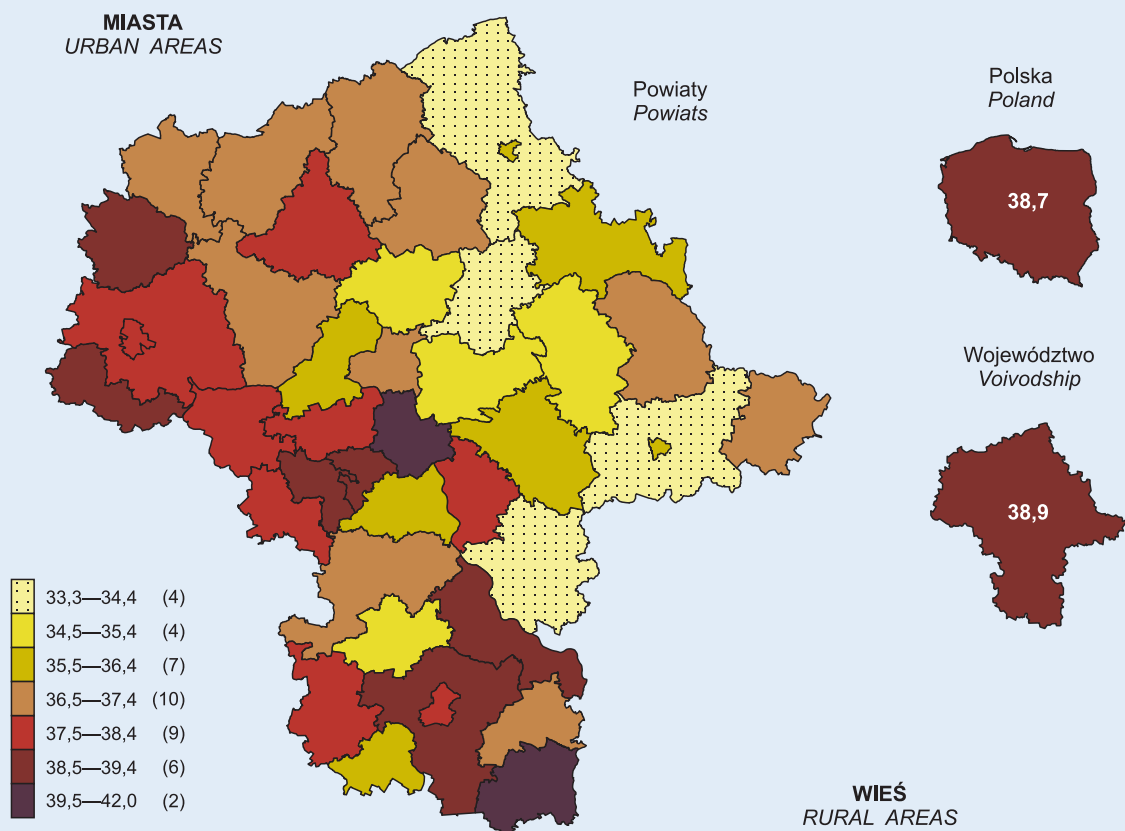 MIASTA
URBAN AREAS
Powiaty
Powiats
Polska
Poland
38,7
Województwo
Voivodship
38,9
33,3—34,4 (4)
34,5—35,4 (4)
35,5—36,4 (7)
36,5—37,4 (10)
37,5—38,4 (9)
38,5—39,4 (6)
39,5—42,0 (2)
WIEŚ
RURAL AREAS